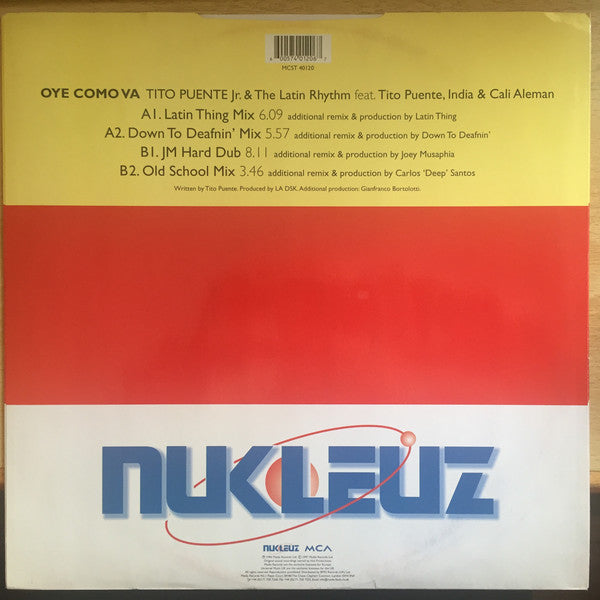 MCST 40120
OYE COMO VA TITO PUENTE Jr. & The Latin Rhythm feat. Tito Puente, India & Cali Aleman
A1. Latin Thing Mix 6.09 additional remix & production by Latin Thing
A2. Down To Deafnin' Mix 5.57 additional remix & production by Down To Deafnin'
B1. JM Hard Dub 8.11 additional remix & production by Joey Musaphia
B2. Old School Mix 3.46 additional remix & production by Carlos 'Deep' Santos
Written by Tito Puente. Produced by LA DSK. Additional production: Gianfranco Bortolotti.
NUKLEUZ
NUKLEUZ MCA